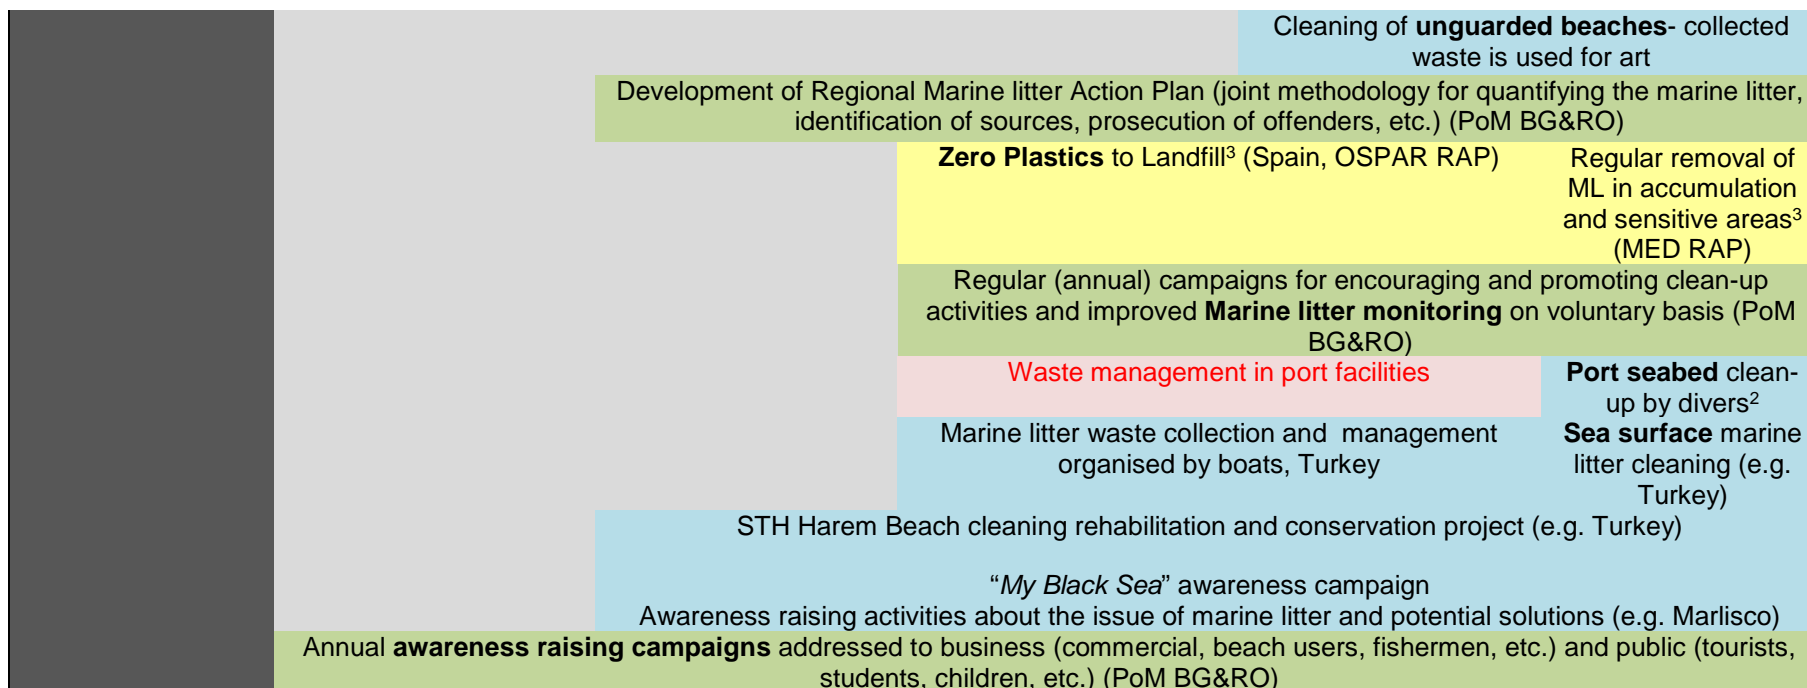 Cleaning of unguarded beaches- collected
waste is used for art
Development of Regional Marine litter Action Plan (joint methodology for quantifying the marine litter,
identification of sources, prosecution of offenders, etc.) (PoM BG&RO)
Zero Plastics to Landfill³ (Spain, OSPAR RAP)
Regular removal of
ML in accumulation
and sensitive areas³
(MED RAP)
Regular (annual) campaigns for encouraging and promoting clean-up
activities and improved Marine litter monitoring on voluntary basis (PoM
BG&RO)
Waste management in port facilities
Port seabed clean-
up by divers²
Marine litter waste collection and management
organised by boats, Turkey
Sea surface marine
litter cleaning (e.g.
Turkey)
STH Harem Beach cleaning rehabilitation and conservation project (e.g. Turkey)
“My Black Sea” awareness campaign
Awareness raising activities about the issue of marine litter and potential solutions (e.g. Marlisco)
Annual awareness raising campaigns addressed to business (commercial, beach users, fishermen, etc.) and public (tourists,
students, children, etc.) (PoM BG&RO)